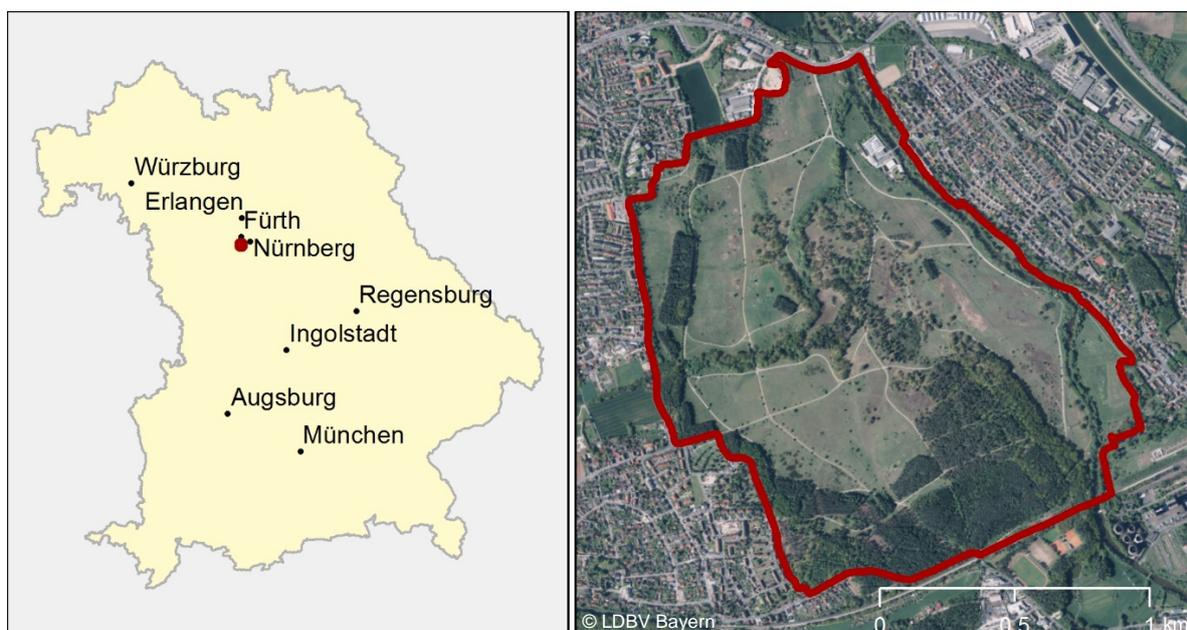 Würzburg
Erlangen
Fürth
Nürnberg
Regensburg
Ingolstadt
Augsburg
München
© LDBV Bayern
0 0.5 1 km